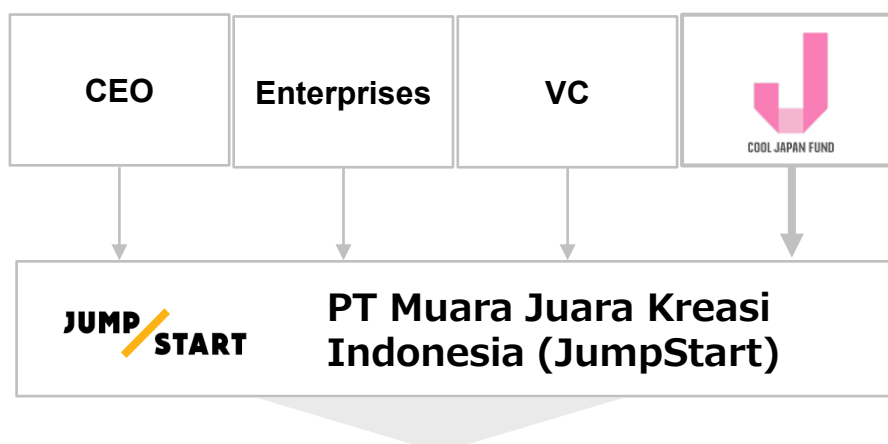 CEO
Enterprises
VC
COOL JAPAN FUND
JUMP
START
PT Muara Juara Kreasi
Indonesia (JumpStart)